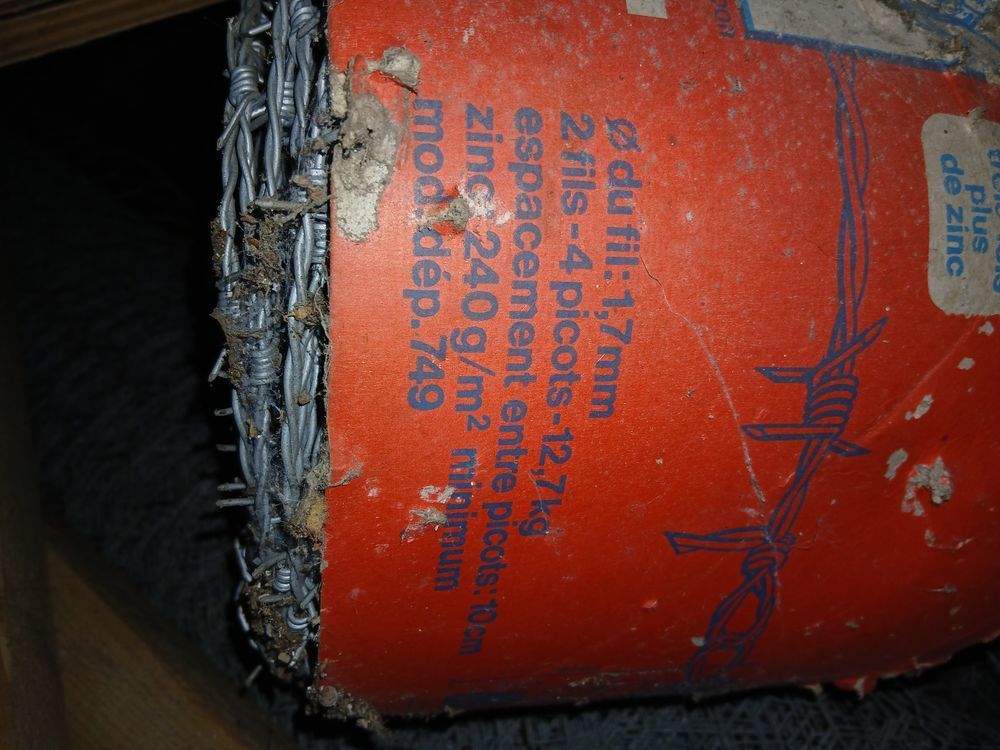 Ø du fil: 1,7mm
2 fils-4 picots-12,7kg
espacement entre picots: 10cm
zinc: 240g/m² minimum
mod. dép. 749
plus
de zinc